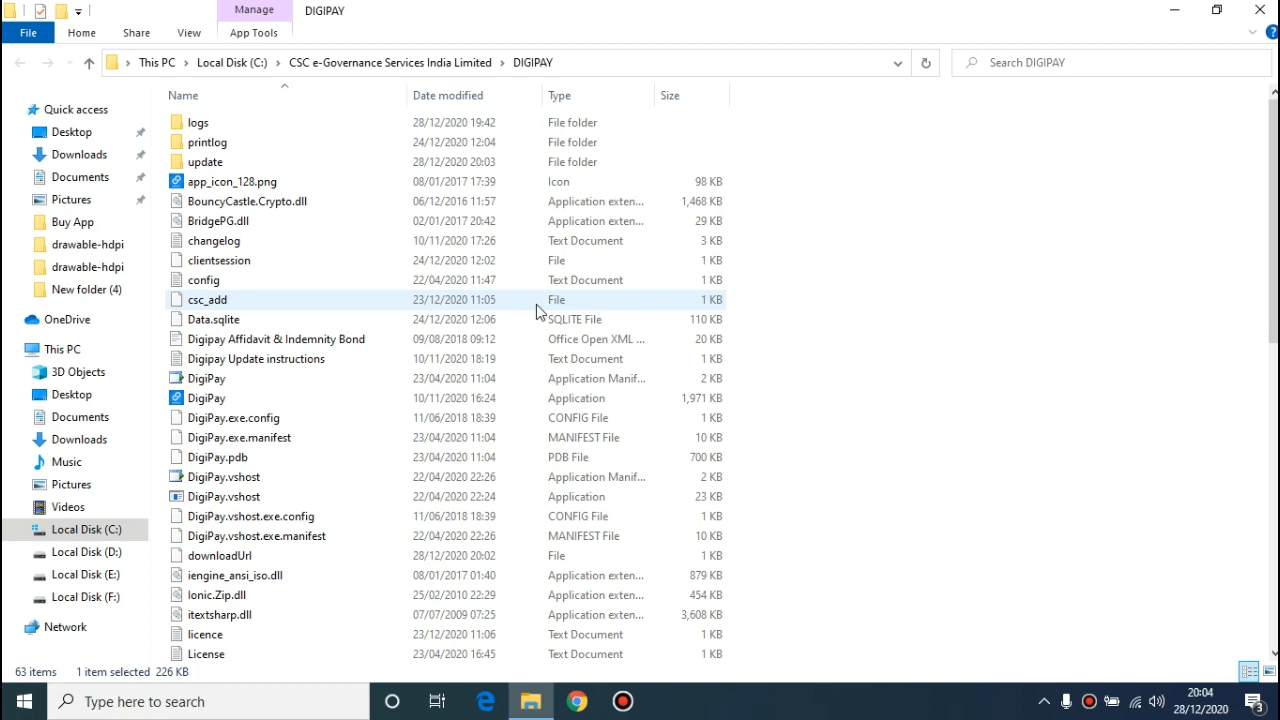 Manage DIGIPAY
File Home Share View App Tools
This PC Local Disk (C:) CSC e-Governance Services India Limited DIGIPAY Search DIGIPAY
Name Date modified Type Size
Quick access
Desktop
Downloads
Documents
Pictures
Buy App
drawable-hdpi
drawable-hdpi
New folder (4)
OneDrive
This PC
3D Objects
Desktop
Documents
Downloads
Music
Pictures
Videos
Local Disk (C:)
Local Disk (D:)
Local Disk (E:)
Local Disk (F:)
Network
logs 28/12/2020 19:42 File folder
printlog 24/12/2020 12:04 File folder
update 28/12/2020 20:03 File folder
app_icon_128.png 08/01/2017 17:39 Icon 98 KB
BouncyCastle.Crypto.dll 06/12/2016 11:57 Application exten... 1,468 KB
BridgePG.dll 02/01/2017 20:42 Application exten... 29 KB
changelog 10/11/2020 17:26 Text Document 3 KB
clientsession 24/12/2020 12:02 File 1 KB
config 22/04/2020 11:47 Text Document 1 KB
csc_add 23/12/2020 11:05 File 1 KB
Data.sqlite 24/12/2020 12:06 SQLITE File 110 KB
Digipay Affidavit & Indemnity Bond 09/08/2018 09:12 Office Open XML ... 20 KB
Digipay Update instructions 10/11/2020 18:19 Text Document 1 KB
DigiPay 23/04/2020 11:04 Application Manif... 2 KB
DigiPay 10/11/2020 16:24 Application 1,971 KB
DigiPay.exe.config 11/06/2018 18:39 CONFIG File 1 KB
DigiPay.exe.manifest 23/04/2020 11:04 MANIFEST File 10 KB
DigiPay.pdb 23/04/2020 11:04 PDB File 700 KB
DigiPay.vshost 22/04/2020 22:26 Application Manif... 2 KB
DigiPay.vshost 22/04/2020 22:24 Application 23 KB
DigiPay.vshost.exe.config 11/06/2018 18:39 CONFIG File 1 KB
DigiPay.vshost.exe.manifest 22/04/2020 22:26 MANIFEST File 10 KB
downloadUrl 28/12/2020 20:02 File 1 KB
iengine_ansi_iso.dll 08/01/2017 01:40 Application exten... 879 KB
Ionic.Zip.dll 25/02/2010 22:29 Application exten... 454 KB
itextsharp.dll 07/07/2009 07:25 Application exten... 3,608 KB
licence 23/12/2020 11:06 Text Document 1 KB
License 23/04/2020 16:45 Text Document 1 KB
63 items 1 item selected 226 KB
Type here to search
20:04
28/12/2020
3